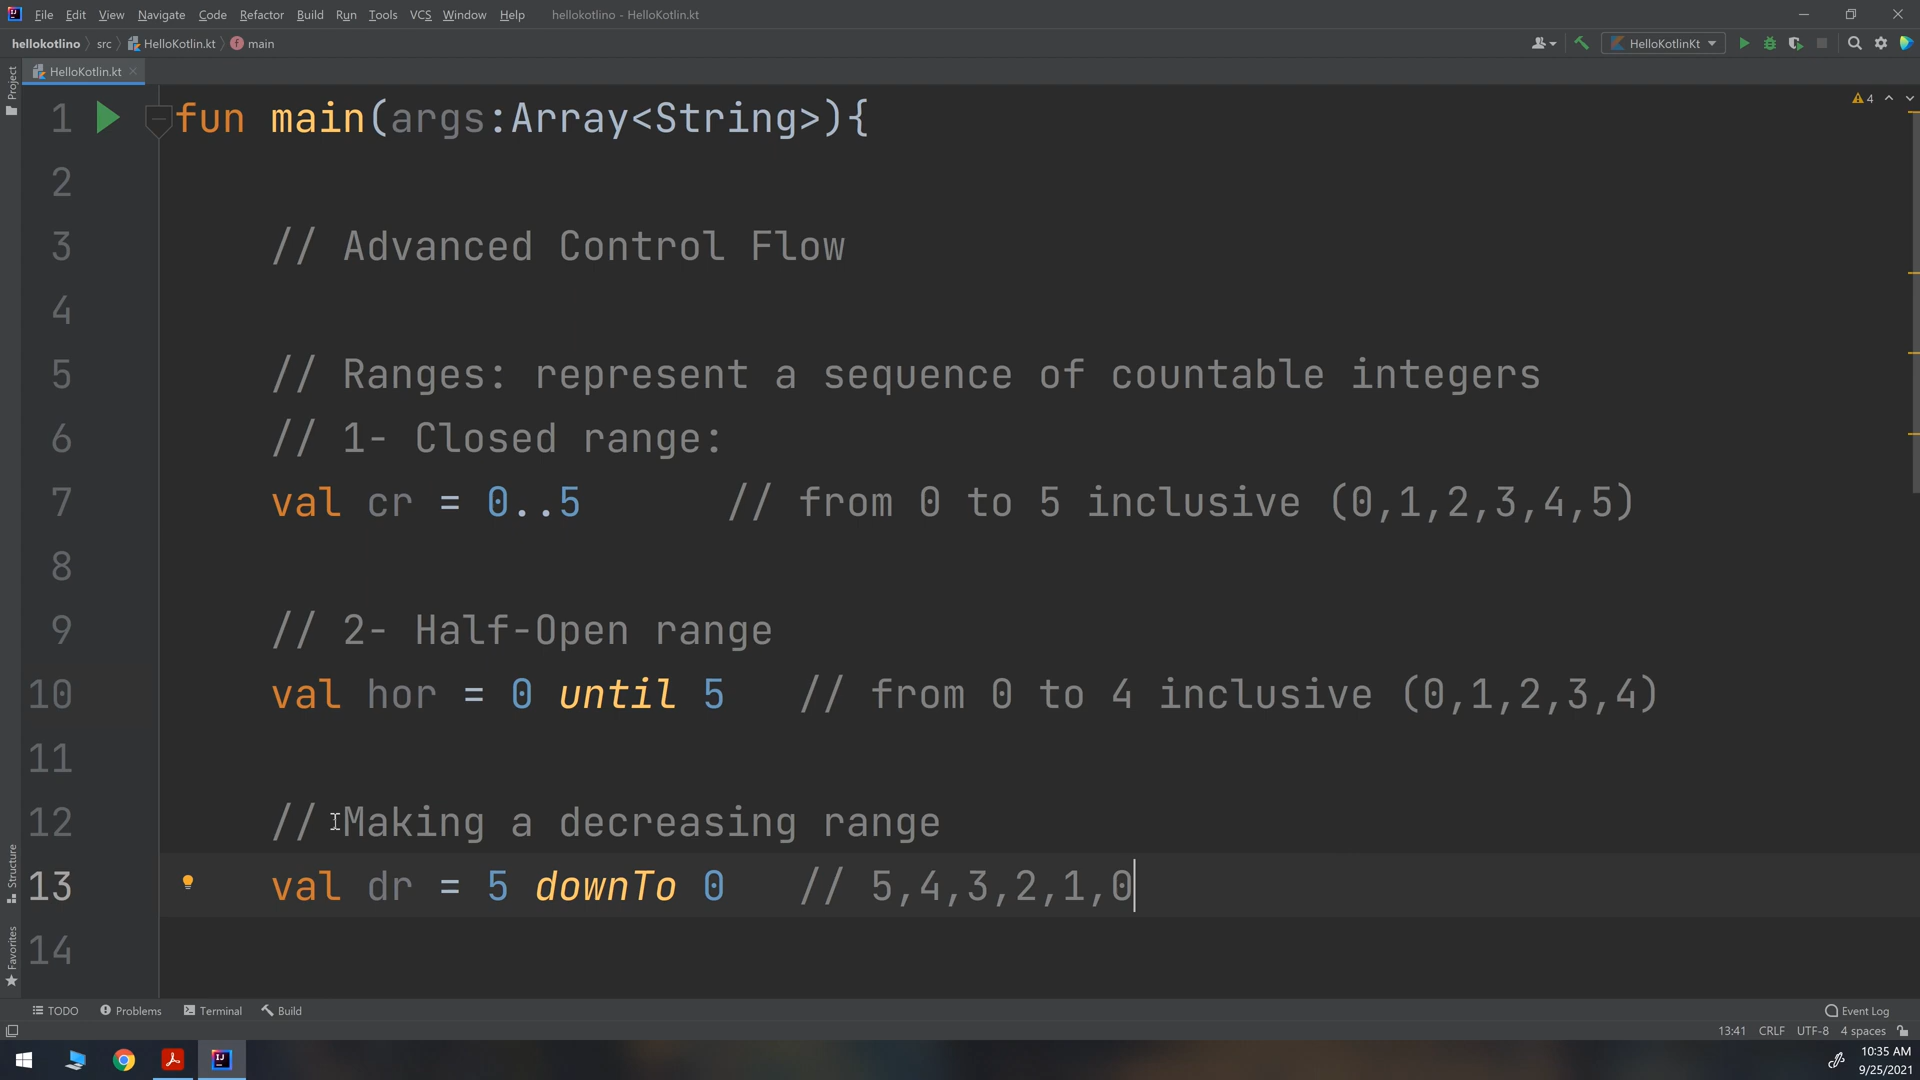 File Edit View Navigate Code Refactor Build Run Tools VCS Window Help hellokotlino - HelloKotlin.kt
hellokotlino src HelloKotlin.kt main HelloKotlinKt
Project HelloKotlin.kt
4
1 fun main(args:Array<String>){
2
3 // Advanced Control Flow
4
5 // Ranges: represent a sequence of countable integers
6 // 1- Closed range:
7 val cr = 0..5 // from 0 to 5 inclusive (0,1,2,3,4,5)
8
9 // 2- Half-Open range
10 val hor = 0 until 5 // from 0 to 4 inclusive (0,1,2,3,4)
11
12 // Making a decreasing range
13 val dr = 5 downTo 0 // 5,4,3,2,1,0
14
Structure
Favorites
TODO Problems Terminal Build Event Log
13:41 CRLF UTF-8 4 spaces
10:35 AM
9/25/2021